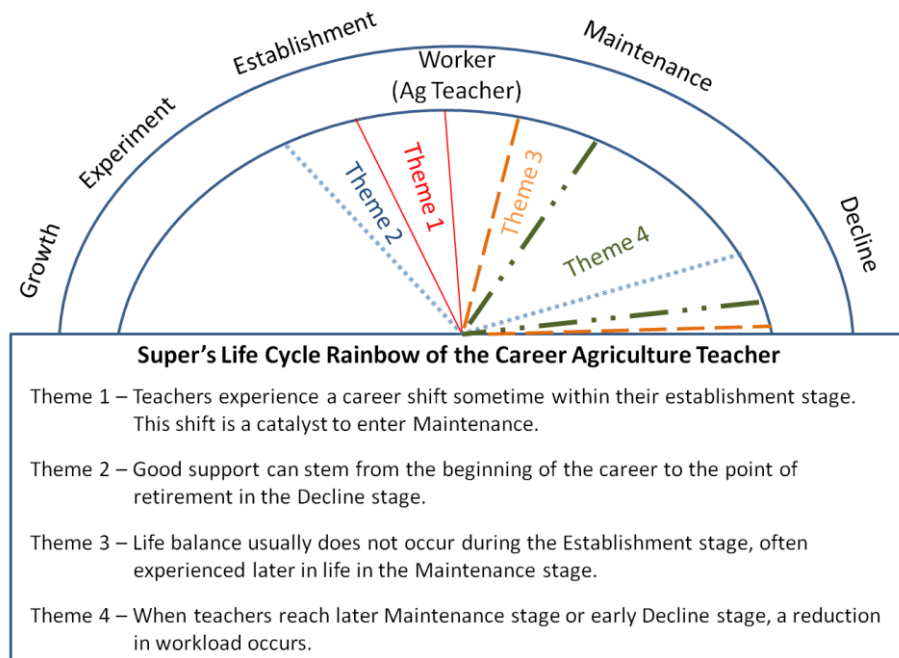 Growth
Experiment
Establishment
Maintenance
Decline
Worker
(Ag Teacher)
Theme 2
Theme 1
Theme 3
Theme 4
Super's Life Cycle Rainbow of the Career Agriculture Teacher
Theme 1 – Teachers experience a career shift sometime within their establishment stage.
This shift is a catalyst to enter Maintenance.
Theme 2 – Good support can stem from the beginning of the career to the point of
retirement in the Decline stage.
Theme 3 – Life balance usually does not occur during the Establishment stage, often
experienced later in life in the Maintenance stage.
Theme 4 – When teachers reach later Maintenance stage or early Decline stage, a reduction
in workload occurs.